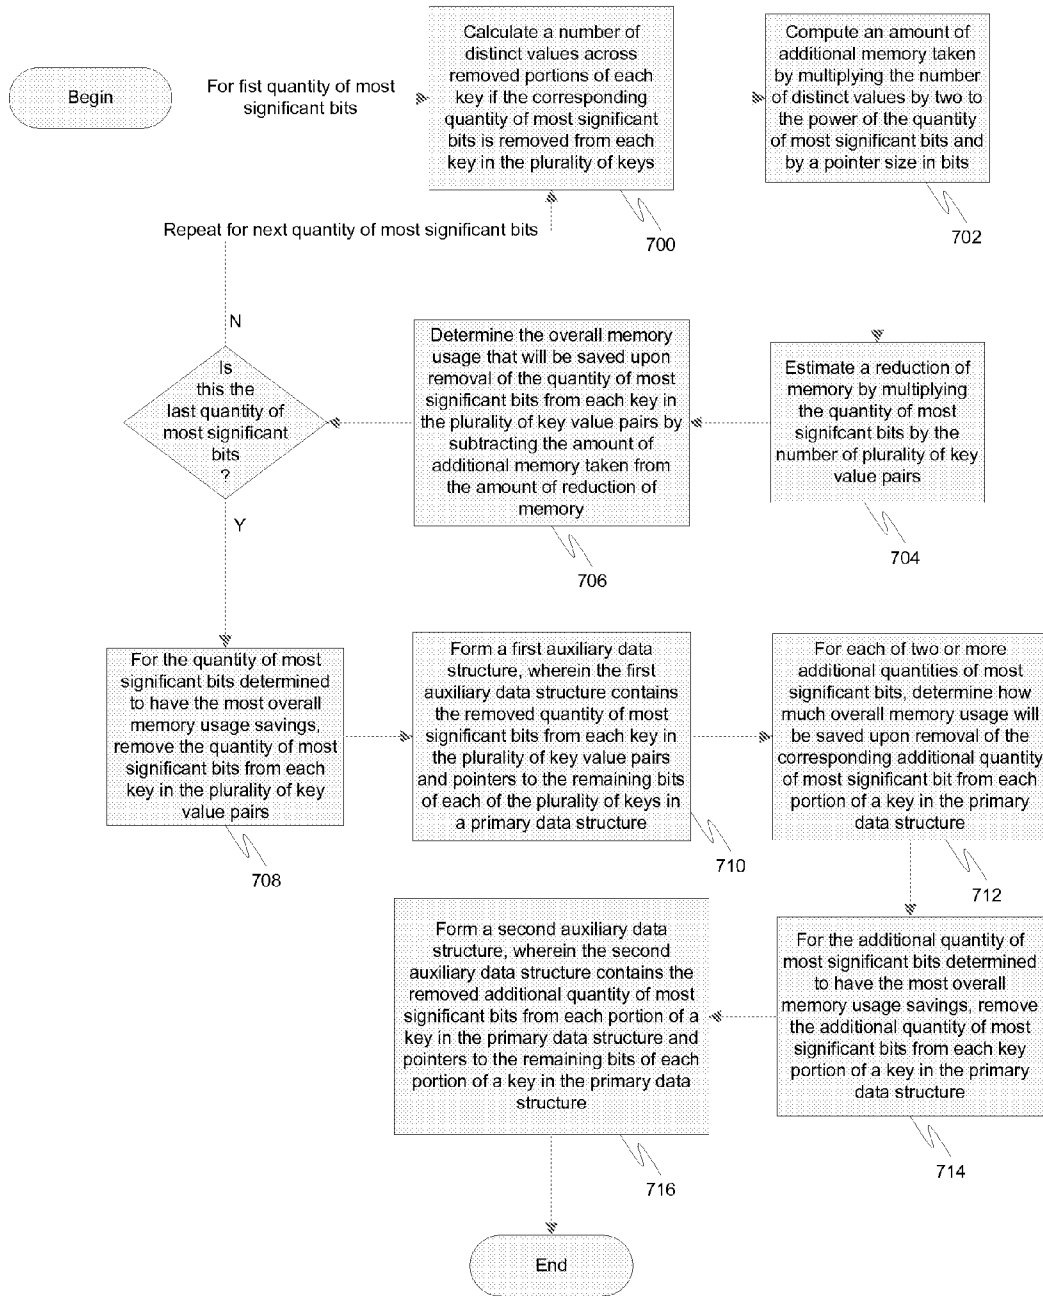 Begin
For fist quantity of most
significant bits
Calculate a number of
distinct values across
removed portions of each
key if the corresponding
quantity of most significant
bits is removed from each
key in the plurality of keys
700
Compute an amount of
additional memory taken
by multiplying the number
of distinct values by two to
the power of the quantity
of most significant bits and
by a pointer size in bits
702
Repeat for next quantity of most significant bits
N
Is
this the
last quantity of
most significant
bits
?
Y
Determine the overall memory
usage that will be saved upon
removal of the quantity of most
significant bits from each key in
the plurality of key value pairs by
subtracting the amount of
additional memory taken from
the amount of reduction of
memory
706
Estimate a reduction of
memory by multiplying
the quantity of most
signifcant bits by the
number of plurality of key
value pairs
704
For the quantity of most
significant bits determined
to have the most overall
memory usage savings,
remove the quantity of most
significant bits from each
key in the plurality of key
value pairs
708
Form a first auxiliary data
structure, wherein the first
auxiliary data structure contains
the removed quantity of most
significant bits from each key in
the plurality of key value pairs
and pointers to the remaining bits
of each of the plurality of keys in
a primary data structure
710
For each of two or more
additional quantities of most
significant bits, determine how
much overall memory usage will
be saved upon removal of the
corresponding additional quantity
of most significant bit from each
portion of a key in the primary
data structure
712
Form a second auxiliary data
structure, wherein the second
auxiliary data structure contains the
removed additional quantity of most
significant bits from each portion of a
key in the primary data structure and
pointers to the remaining bits of each
portion of a key in the primary data
structure
716
For the additional quantity of
most significant bits determined
to have the most overall
memory usage savings, remove
the additional quantity of most
significant bits from each key
portion of a key in the primary
data structure
714
End